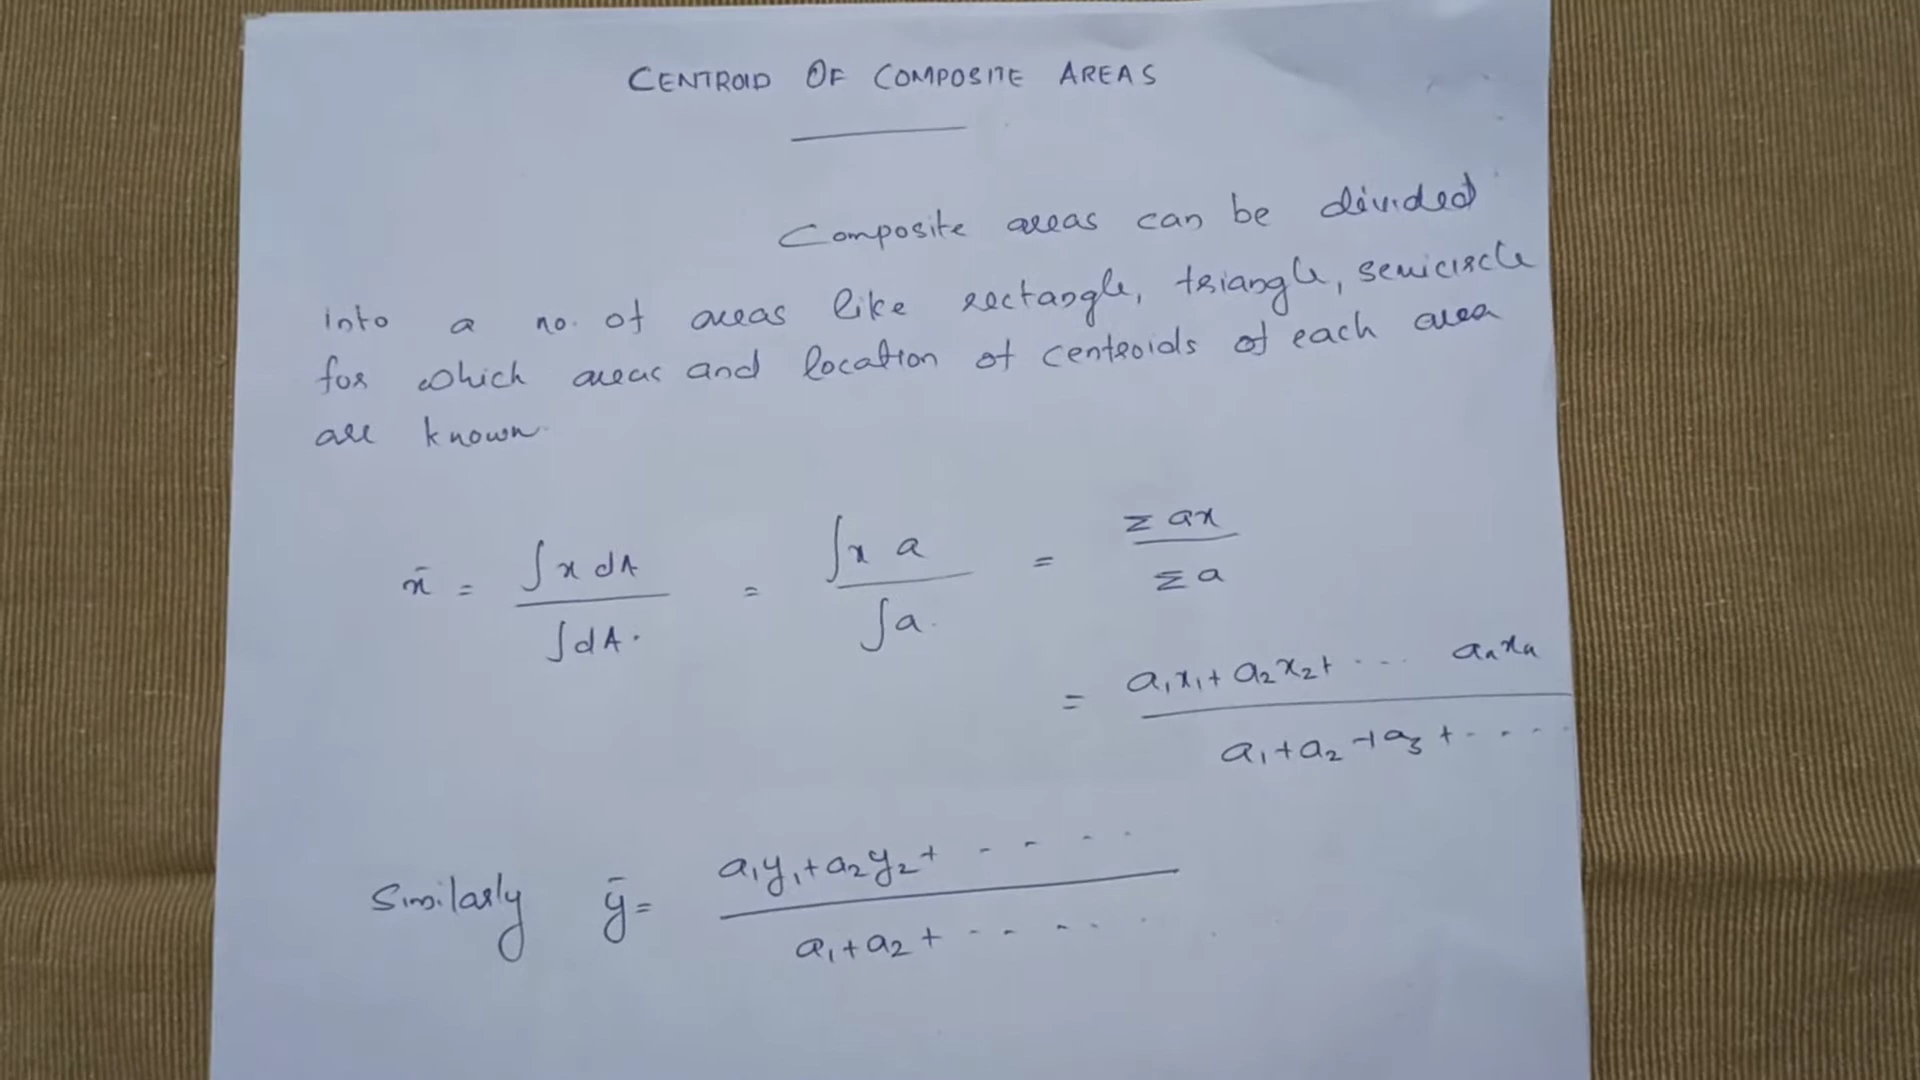 CENTROID OF COMPOSITE AREAS
Composite areas can be divided
into a no. of areas like rectangle, triangle, semicircle
for which areas and location of centroids of each area
are known.
x̄ = ∫x dA / ∫dA. = ∫x a / ∫a. = Σax / Σa
= a₁x₁ + a₂x₂ + ... aₙxₙ / a₁ + a₂ + a₃ + ....
Similarly ȳ = a₁y₁ + a₂y₂ + .... / a₁ + a₂ + .....